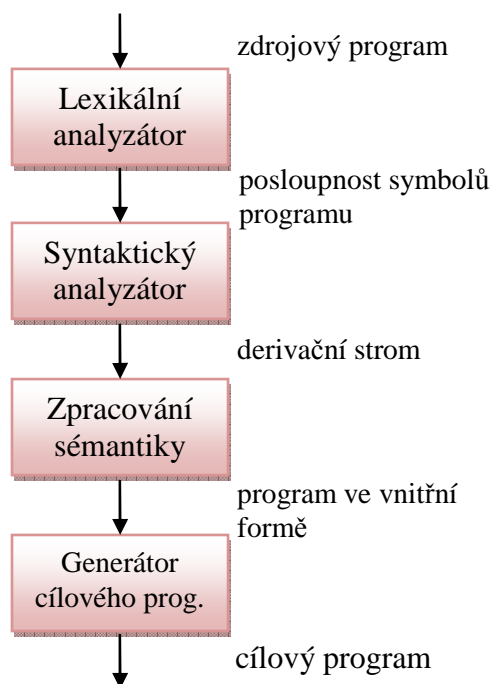 zdrojový program
Lexikální
analyzátor
posloupnost symbolů
programu
Syntaktický
analyzátor
derivační strom
Zpracování
sémantiky
program ve vnitřní
formě
Generátor
cílového prog.
cílový program